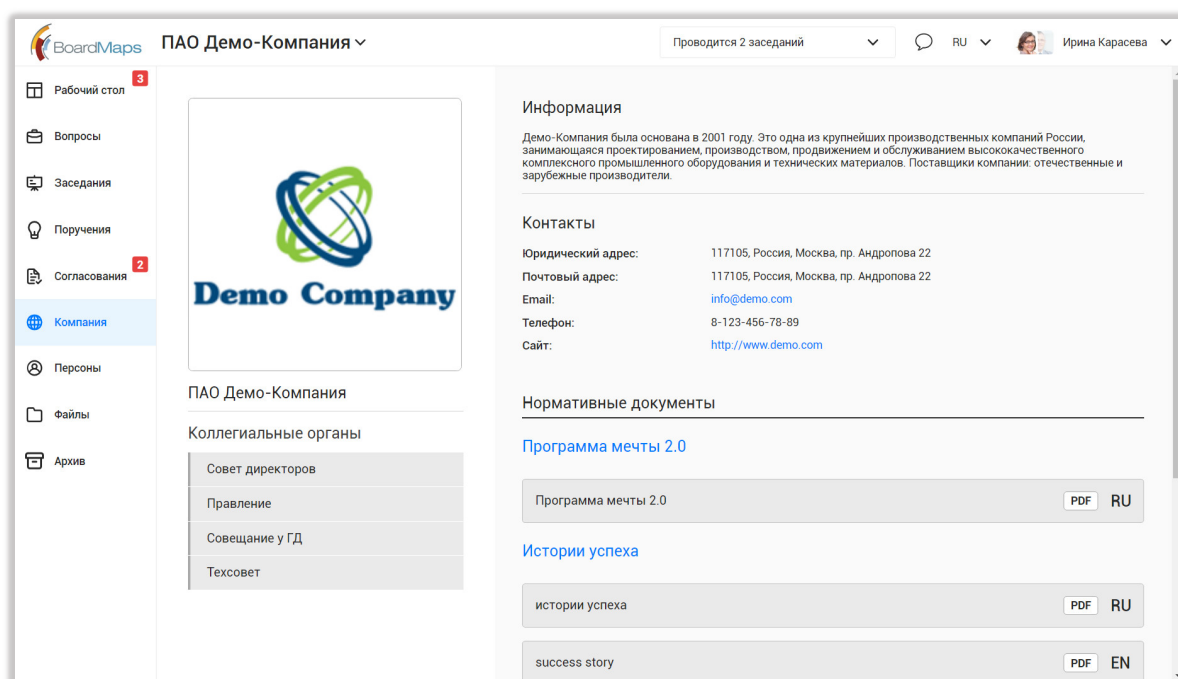 BoardMaps
ПАО Демо-Компания
Проводится 2 заседаний
RU
Ирина Карасева
Рабочий стол
3
Вопросы
Заседания
Поручения
Согласования
2
Компания
Персоны
Файлы
Архив
Demo Company
ПАО Демо-Компания
Коллегиальные органы
Совет директоров
Правление
Совещание у ГД
Техсовет
Информация
Демо-Компания была основана в 2001 году. Это одна из крупнейших производственных компаний России,
занимающаяся проектированием, производством, продвижением и обслуживанием высококачественного
комплексного промышленного оборудования и технических материалов. Поставщики компании: отечественные и
зарубежные производители.
Контакты
Юридический адрес: 117105, Россия, Москва, пр. Андропова 22
Почтовый адрес: 117105, Россия, Москва, пр. Андропова 22
Email: info@demo.com
Телефон: 8-123-456-78-89
Сайт: http://www.demo.com
Нормативные документы
Программа мечты 2.0
Программа мечты 2.0 PDF RU
Истории успеха
истории успеха PDF RU
success story PDF EN